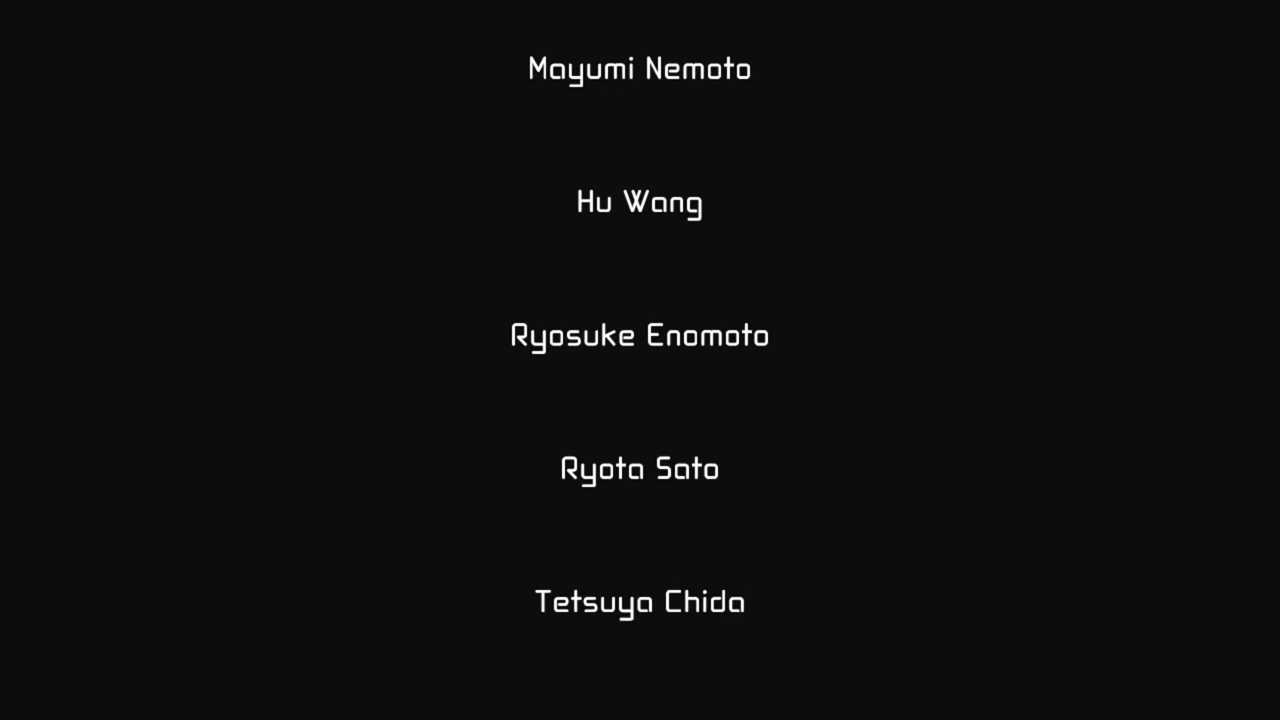 Mayumi Nemoto
Hu Wang
Ryosuke Enomoto
Ryota Sato
Tetsuya Chida